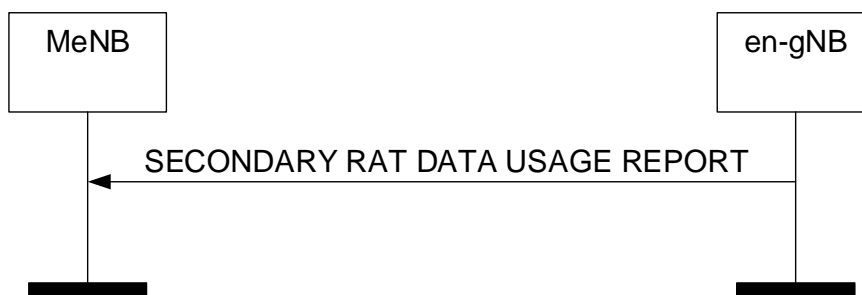 MeNB
en-gNB
SECONDARY RAT DATA USAGE REPORT